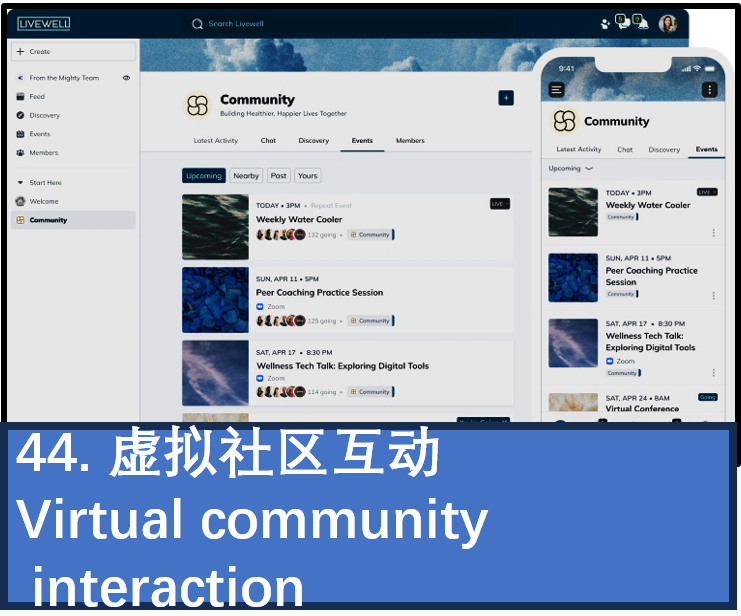 LIVEWELL
Search Livewell
Create
From the Mighty Team
Feed
Discovery
Events
Members
Start Here
Welcome
Community
Community
Building Healthier, Happier Lives Together
Latest Activity Chat Discovery Events Members
Upcoming Nearby Past Yours
TODAY • 3PM • Repeat Event
LIVE
Weekly Water Cooler
132 going • Community
SUN, APR 11 • 5PM
Peer Coaching Practice Session
Zoom
125 going • Community
SAT, APR 17 • 8:30 PM
Wellness Tech Talk: Exploring Digital Tools
Zoom
114 going • Community
9:41
Community
Latest Activity Chat Discovery Events
Upcoming
TODAY • 3PM
LIVE
Weekly Water Cooler
Community
SUN, APR 11 • 5PM
Peer Coaching Practice
Session
Community
SAT, APR 17 • 8:30 PM
Wellness Tech Talk:
Exploring Digital Tools
Zoom
Community
SAT, APR 24 • 8AM
Going
Virtual Conference
44. 虚拟社区互动
Virtual community
interaction